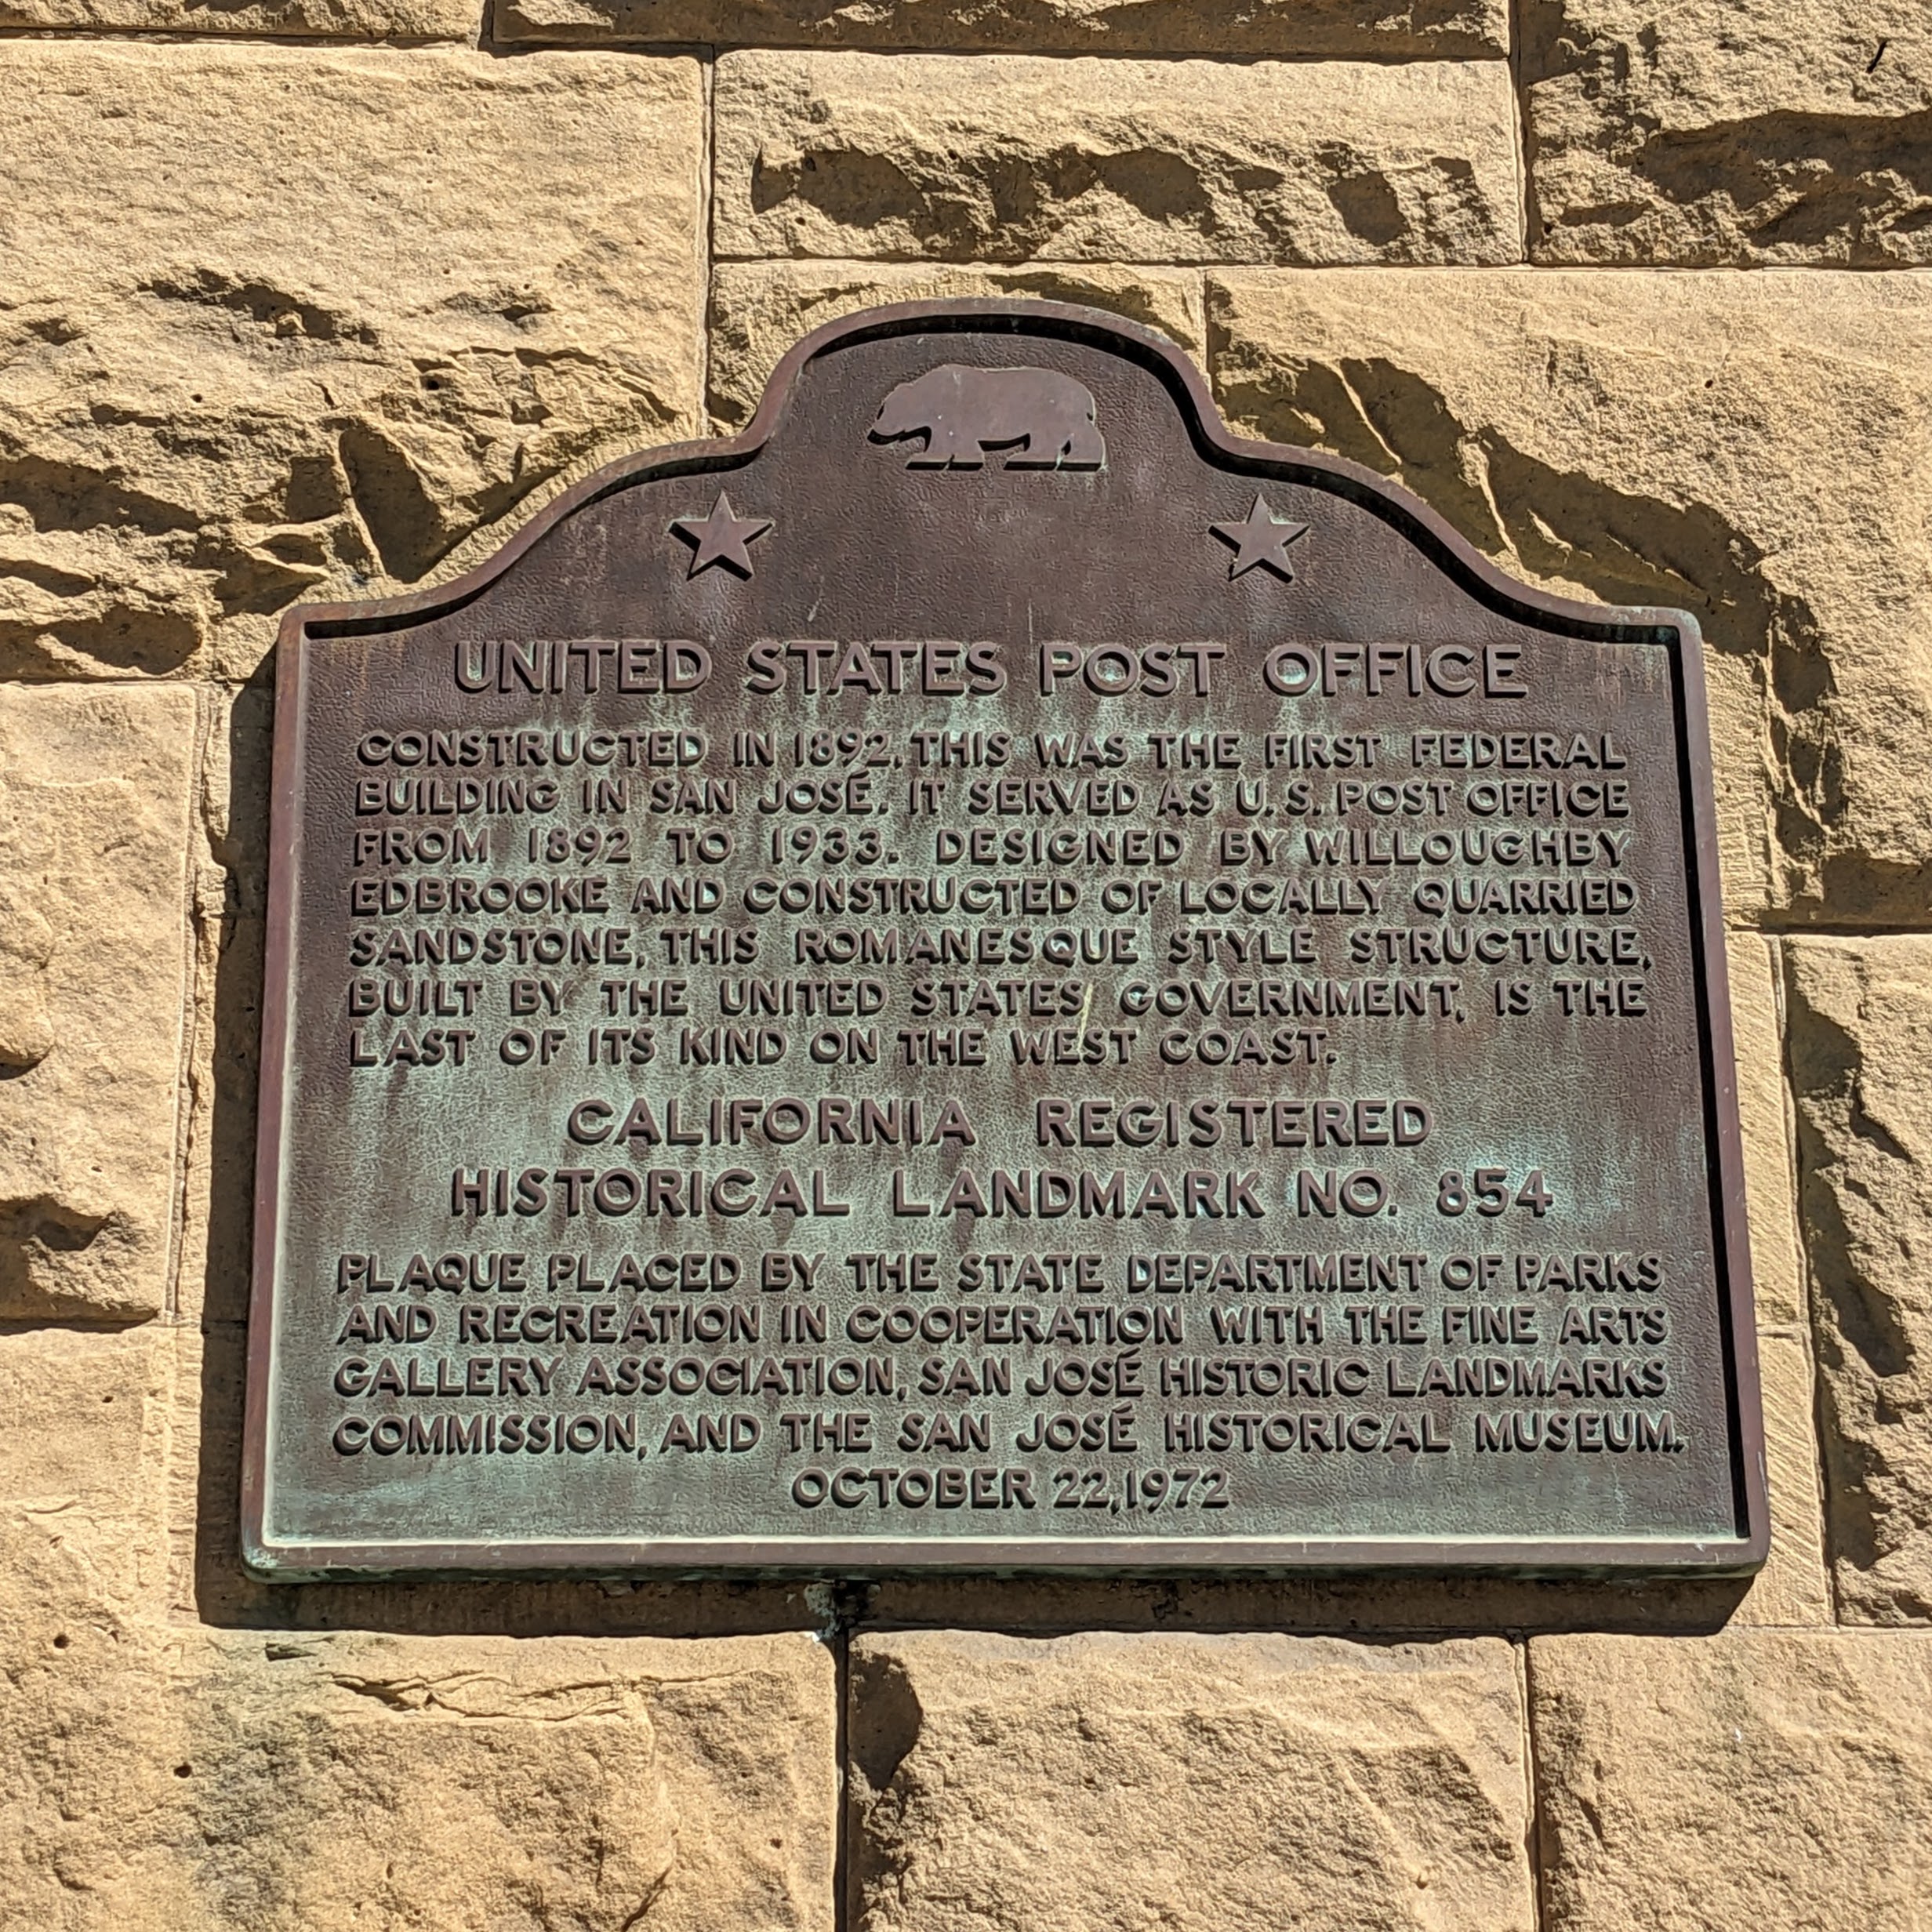 UNITED STATES POST OFFICE
CONSTRUCTED IN 1892, THIS WAS THE FIRST FEDERAL
BUILDING IN SAN JOSÉ. IT SERVED AS U.S. POST OFFICE
FROM 1892 TO 1933. DESIGNED BY WILLOUGHBY
EDBROOKE AND CONSTRUCTED OF LOCALLY QUARRIED
SANDSTONE, THIS ROMANESQUE STYLE STRUCTURE,
BUILT BY THE UNITED STATES GOVERNMENT, IS THE
LAST OF ITS KIND ON THE WEST COAST.
CALIFORNIA REGISTERED
HISTORICAL LANDMARK NO. 854
PLAQUE PLACED BY THE STATE DEPARTMENT OF PARKS
AND RECREATION IN COOPERATION WITH THE FINE ARTS
GALLERY ASSOCIATION, SAN JOSÉ HISTORIC LANDMARKS
COMMISSION, AND THE SAN JOSÉ HISTORICAL MUSEUM.
OCTOBER 22, 1972